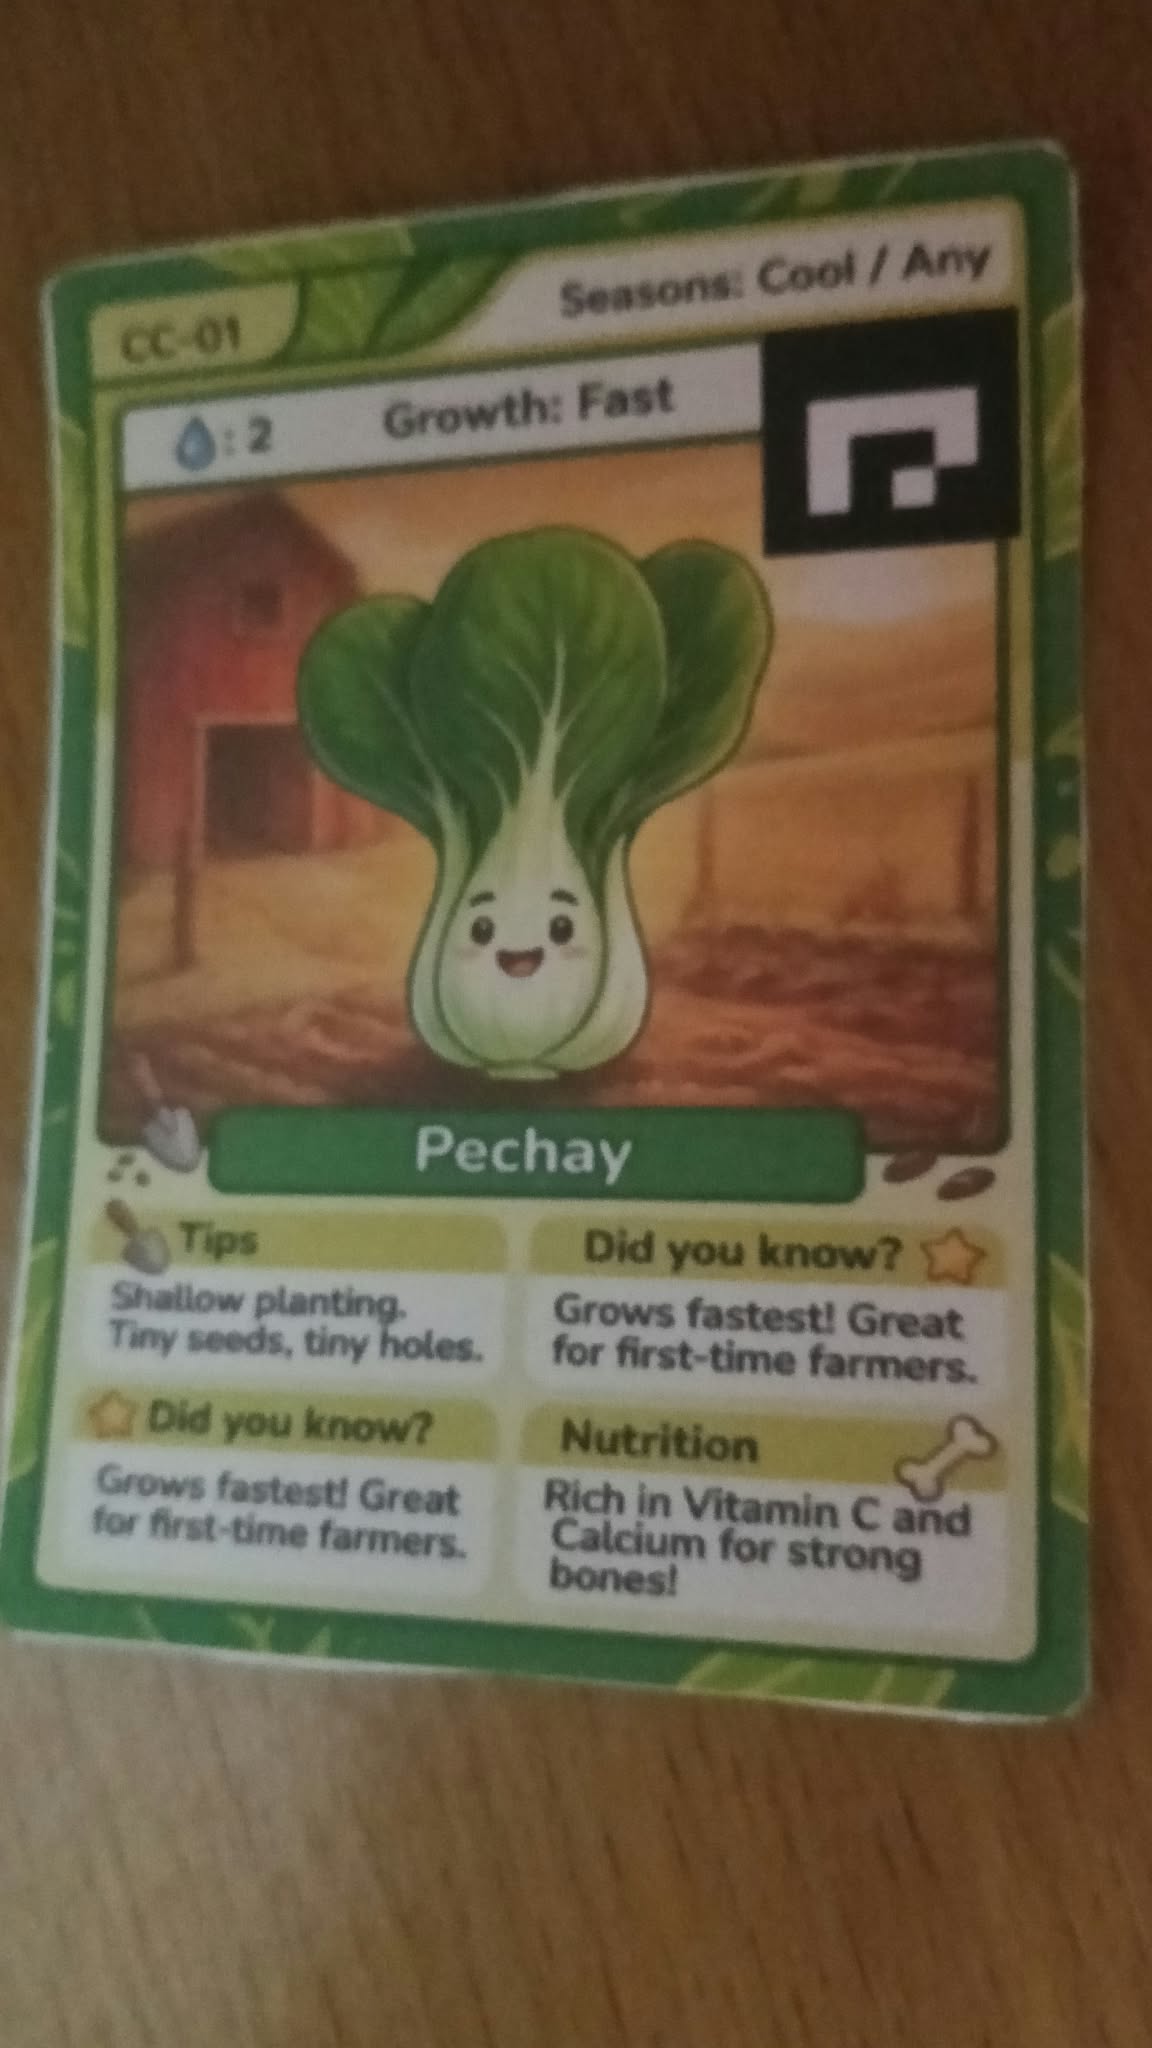 CC-01
Seasons: Cool / Any
: 2
Growth: Fast
Pechay
Tips
Shallow planting.
Tiny seeds, tiny holes.
Did you know?
Grows fastest! Great
for first-time farmers.
Did you know?
Grows fastest! Great
for first-time farmers.
Nutrition
Rich in Vitamin C and
Calcium for strong
bones!